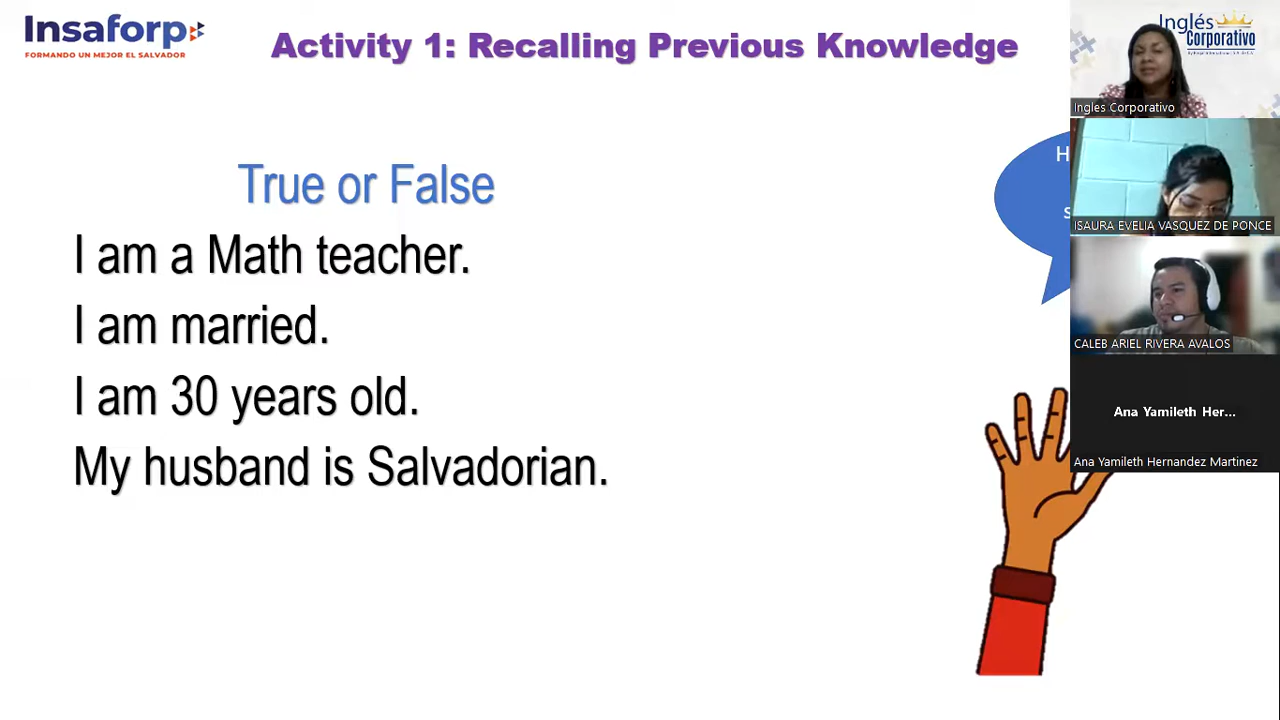 Insaforp
FORMANDO UN MEJOR EL SALVADOR
Activity 1: Recalling Previous Knowledge
True or False
I am a Math teacher.
I am married.
I am 30 years old.
My husband is Salvadorian.
Inglés
Corporativo
Ingles Corporativo
ISAURA EVELIA VASQUEZ DE PONCE
CALEB ARIEL RIVERA AVALOS
Ana Yamileth Her...
Ana Yamileth Hernandez Martinez